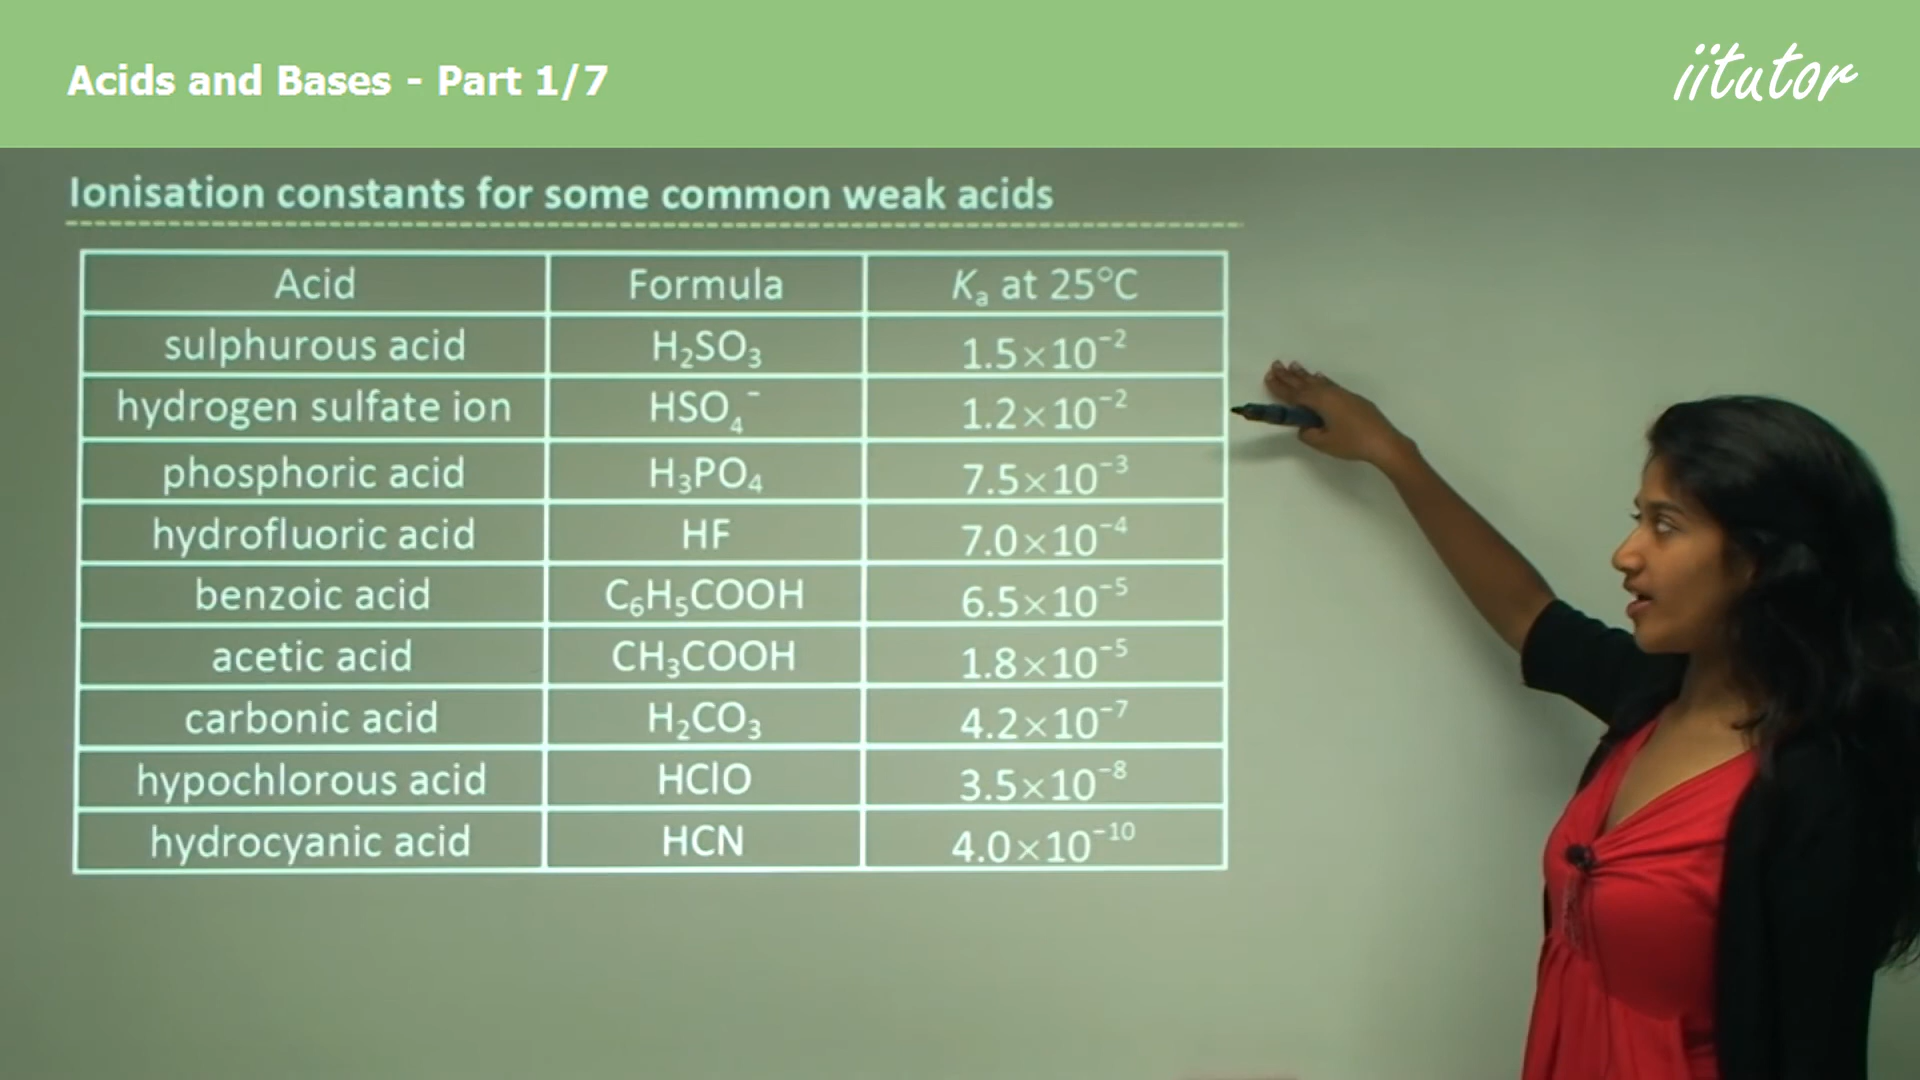 Acids and Bases - Part 1/7
iitutor
Ionisation constants for some common weak acids
Acid Formula Kₐ at 25°C
sulphurous acid H₂SO₃ 1.5×10⁻²
hydrogen sulfate ion HSO₄⁻ 1.2×10⁻²
phosphoric acid H₃PO₄ 7.5×10⁻³
hydrofluoric acid HF 7.0×10⁻⁴
benzoic acid C₆H₅COOH 6.5×10⁻⁵
acetic acid CH₃COOH 1.8×10⁻⁵
carbonic acid H₂CO₃ 4.2×10⁻⁷
hypochlorous acid HClO 3.5×10⁻⁸
hydrocyanic acid HCN 4.0×10⁻¹⁰